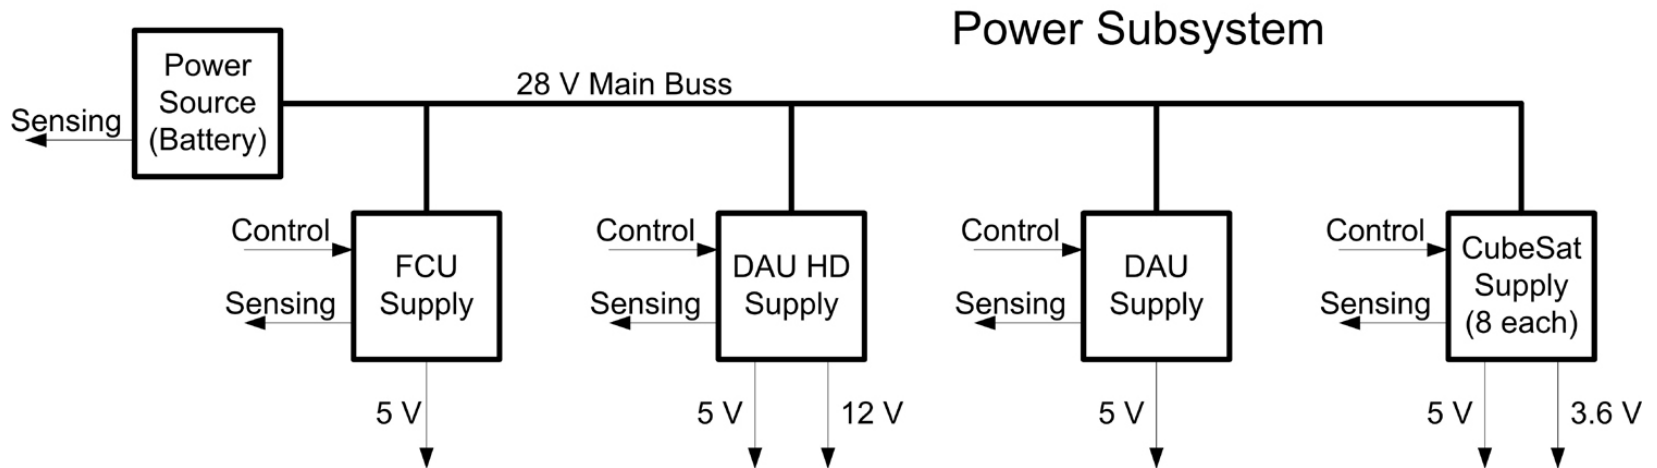 Power Subsystem
Power
Source
(Battery)
28 V Main Buss
Sensing
Control
FCU
Supply
Sensing
5 V
Control
DAU HD
Supply
Sensing
5 V
12 V
Control
DAU
Supply
Sensing
5 V
Control
CubeSat
Supply
(8 each)
Sensing
5 V
3.6 V